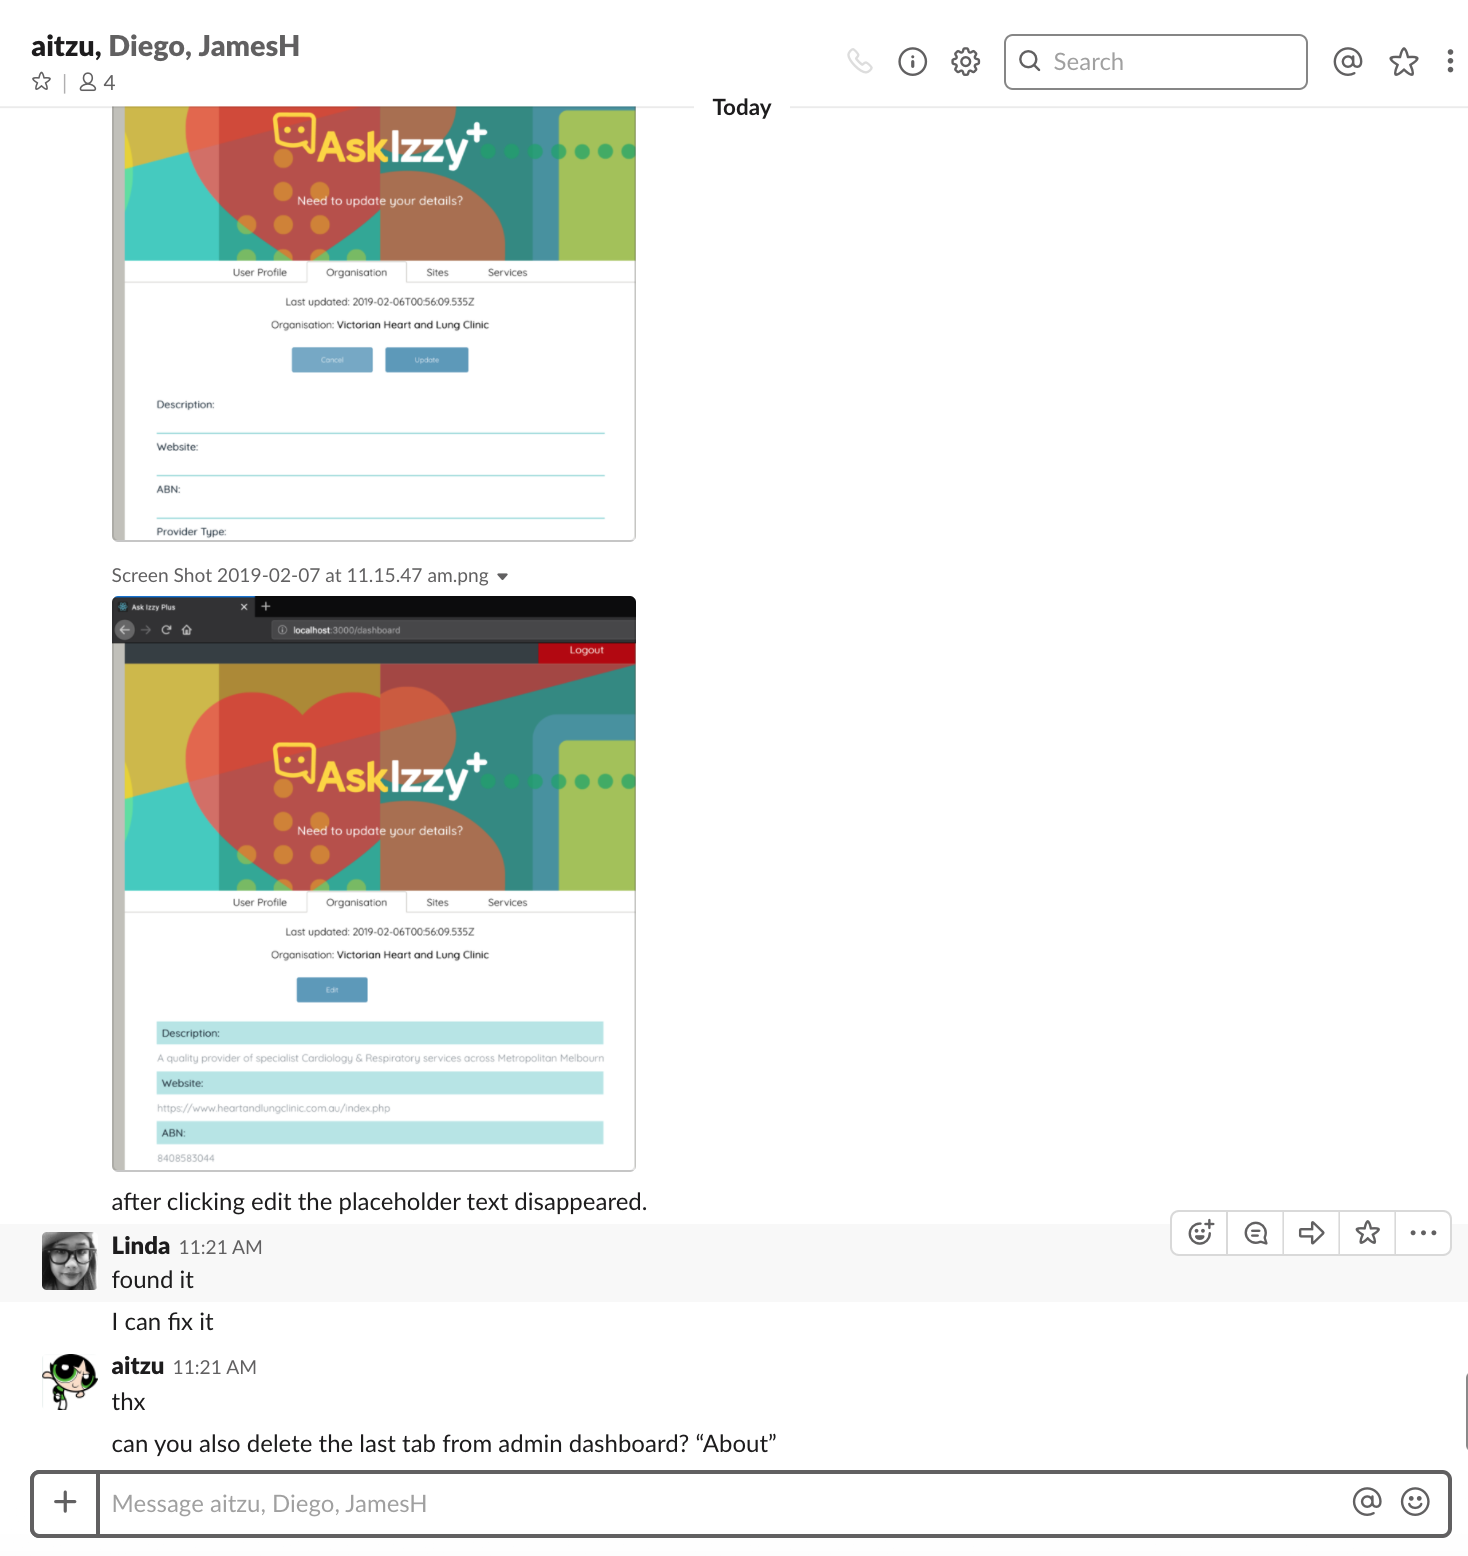 aitzu, Diego, JamesH
4
Search
Today
AskIzzy+
Need to update your details?
User Profile Organisation Sites Services
Last updated: 2019-02-06T00:56:09.535Z
Organisation: Victorian Heart and Lung Clinic
Cancel Update
Description:
Website:
ABN:
Provider Type:
Screen Shot 2019-02-07 at 11.15.47 am.png
Ask Izzy Plus
localhost:3000/dashboard
Logout
AskIzzy+
Need to update your details?
User Profile Organisation Sites Services
Last updated: 2019-02-06T00:56:09.535Z
Organisation: Victorian Heart and Lung Clinic
Edit
Description:
A quality provider of specialist Cardiology & Respiratory services across Metropolitan Melbourn
Website:
https://www.heartandlungclinic.com.au/index.php
ABN:
8408583044
after clicking edit the placeholder text disappeared.
Linda 11:21 AM
found it
I can fix it
aitzu 11:21 AM
thx
can you also delete the last tab from admin dashboard? “About”
Message aitzu, Diego, JamesH